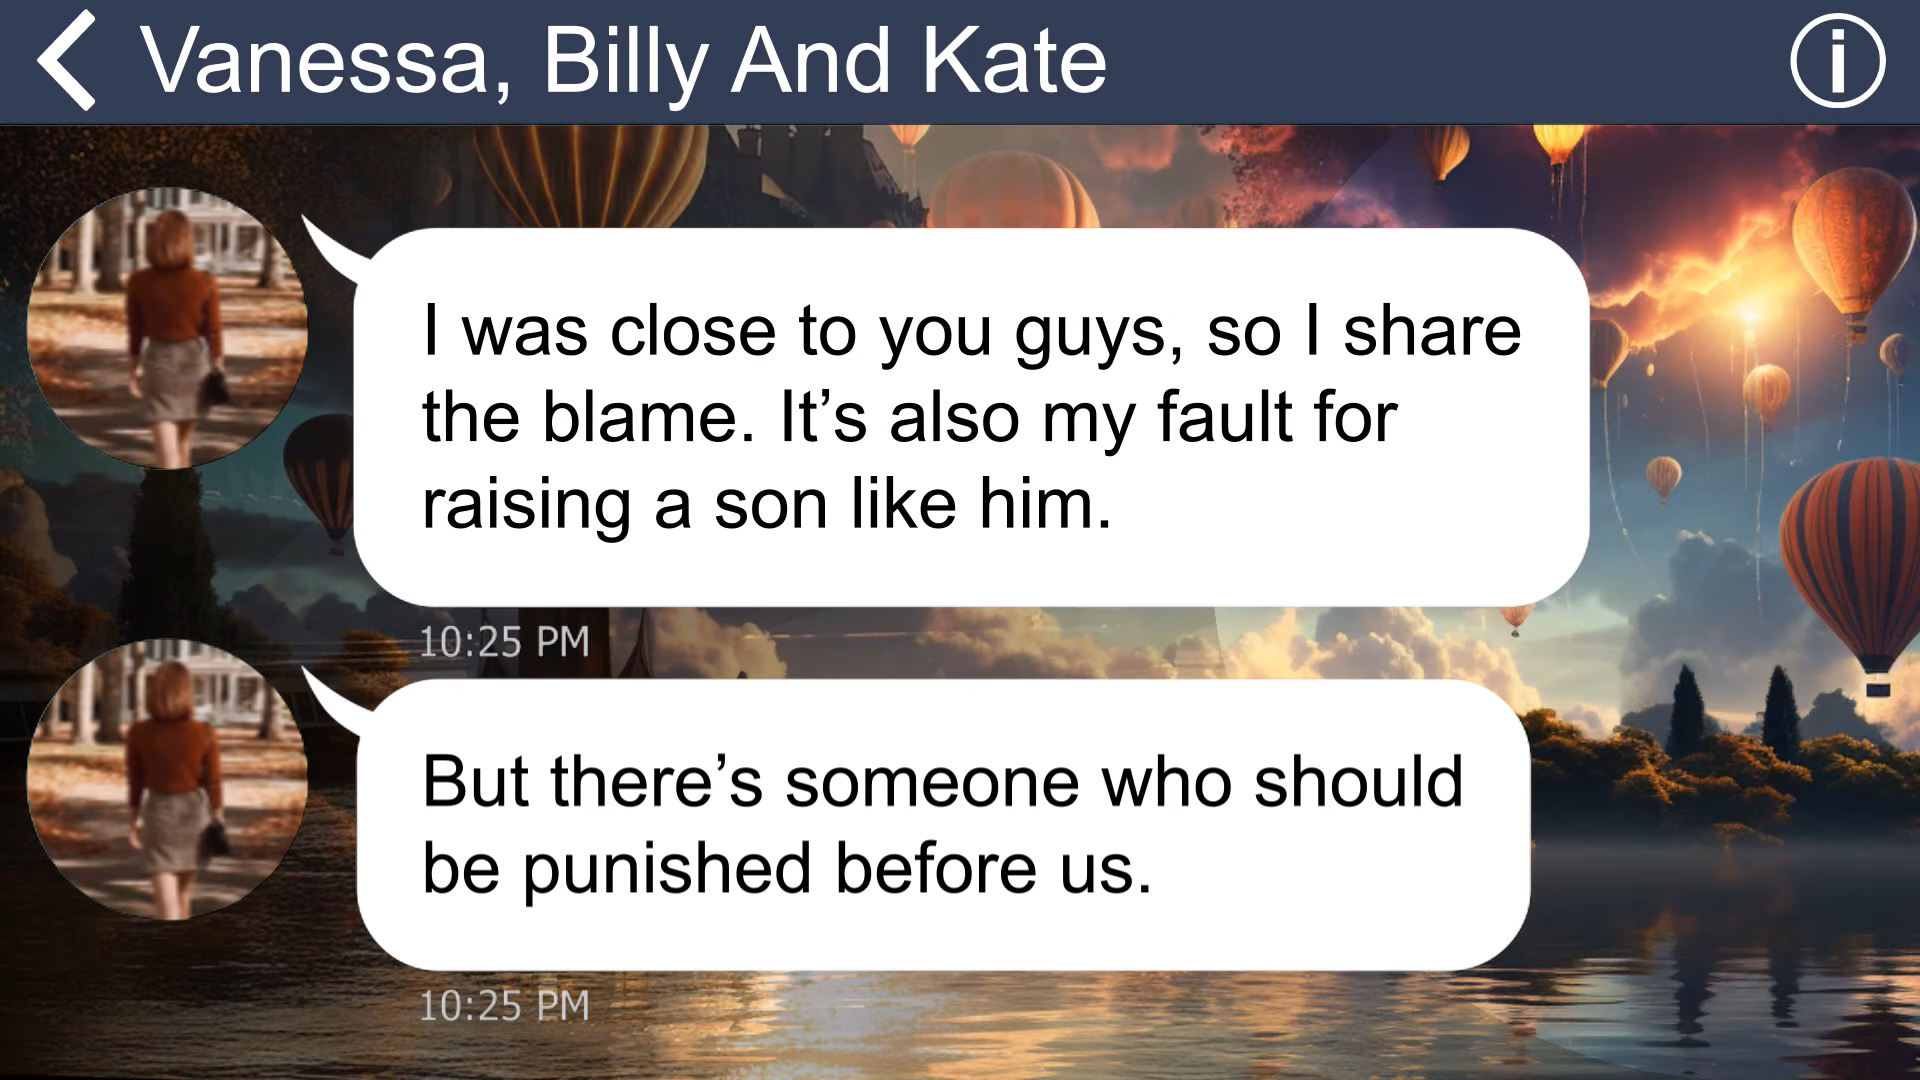 Vanessa, Billy And Kate
I was close to you guys, so I share
the blame. It’s also my fault for
raising a son like him.
10:25 PM
But there’s someone who should
be punished before us.
10:25 PM